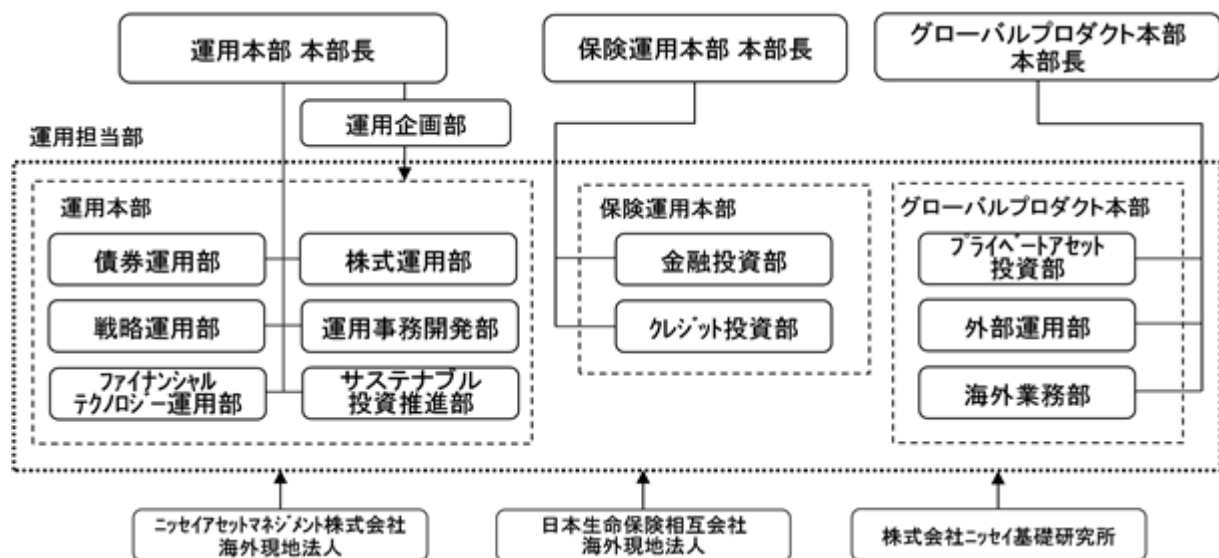 運用本部 本部長
保険運用本部 本部長
グローバルプロダクト本部
本部長
運用企画部
運用担当部
運用本部
債券運用部
株式運用部
戦略運用部
運用事務開発部
ファイナンシャル
テクノロジー運用部
サステナブル
投資推進部
保険運用本部
金融投資部
クレジット投資部
グローバルプロダクト本部
プライベートアセット
投資部
外部運用部
海外業務部
ニッセイアセットマネジメント株式会社
海外現地法人
日本生命保険相互会社
海外現地法人
株式会社ニッセイ基礎研究所